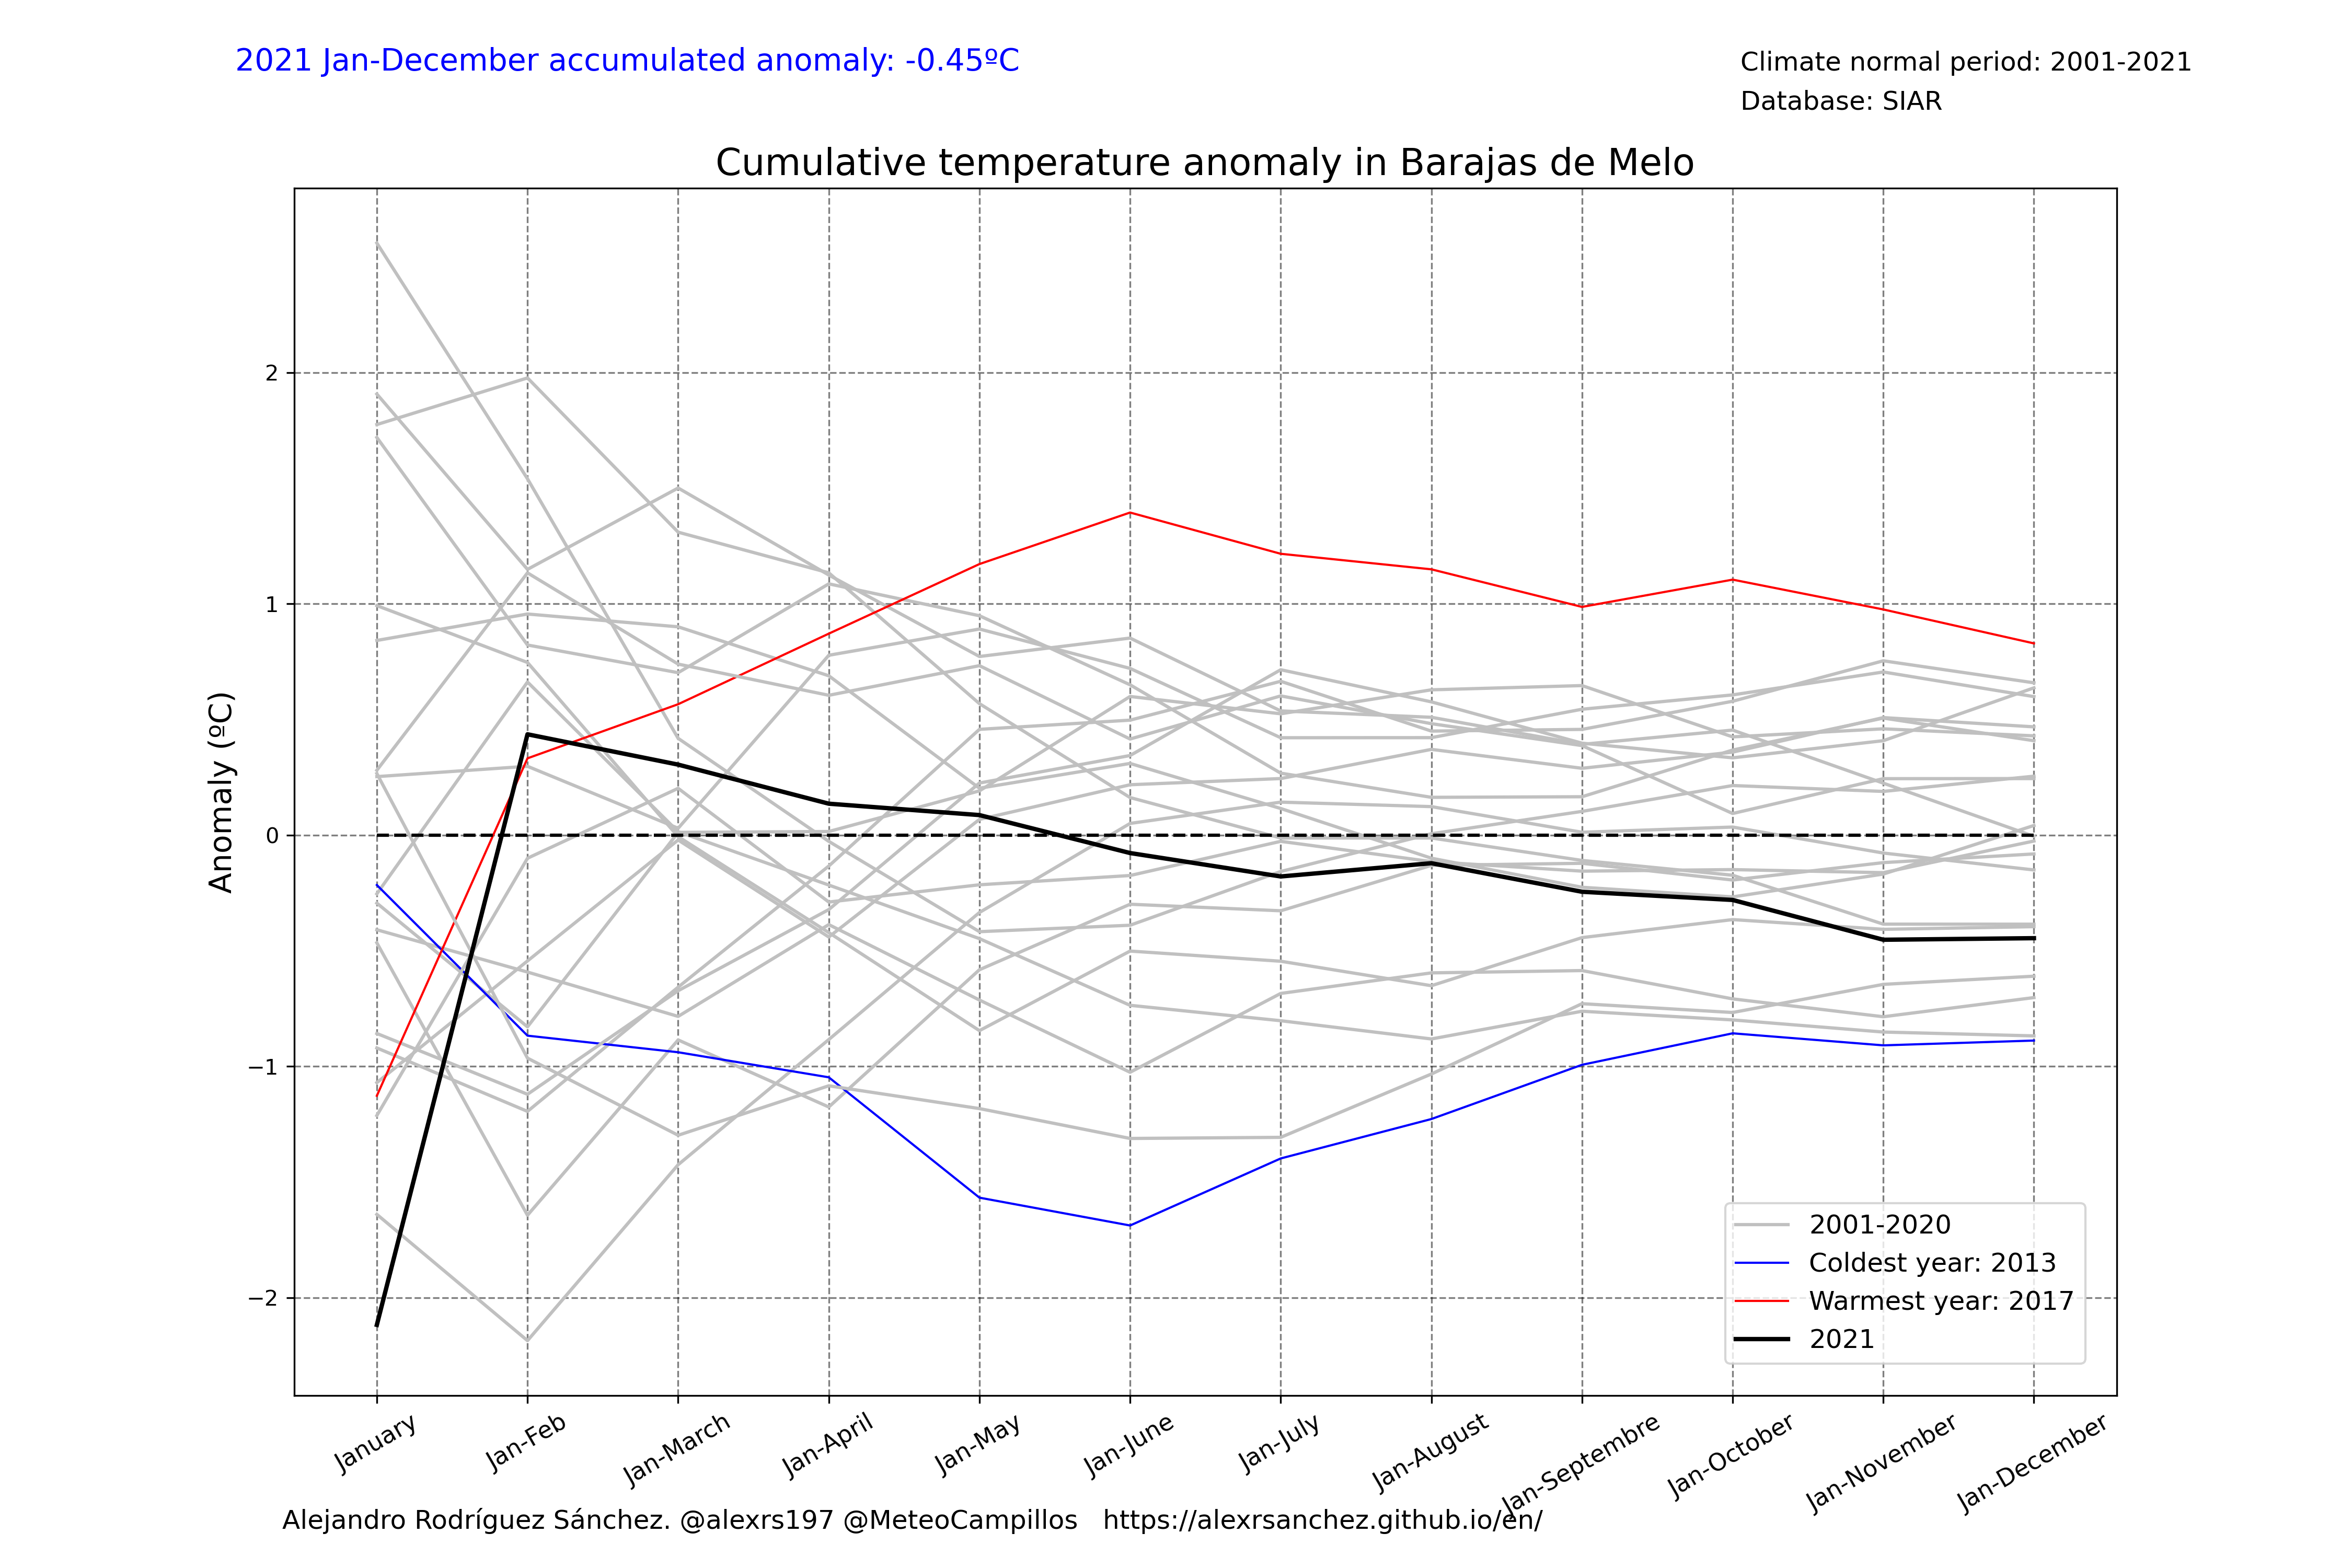 2021 Jan-December accumulated anomaly: -0.45ºC
Climate normal period: 2001-2021
Database: SIAR
Cumulative temperature anomaly in Barajas de Melo
Anomaly (ºC)
2
1
0
−1
−2
2001-2020
Coldest year: 2013
Warmest year: 2017
2021
January
Jan-Feb
Jan-March
Jan-April
Jan-May
Jan-June
Jan-July
Jan-August
Jan-Septembre
Jan-October
Jan-November
Jan-December
Alejandro Rodríguez Sánchez. @alexrs197 @MeteoCampillos   https://alexrsanchez.github.io/en/